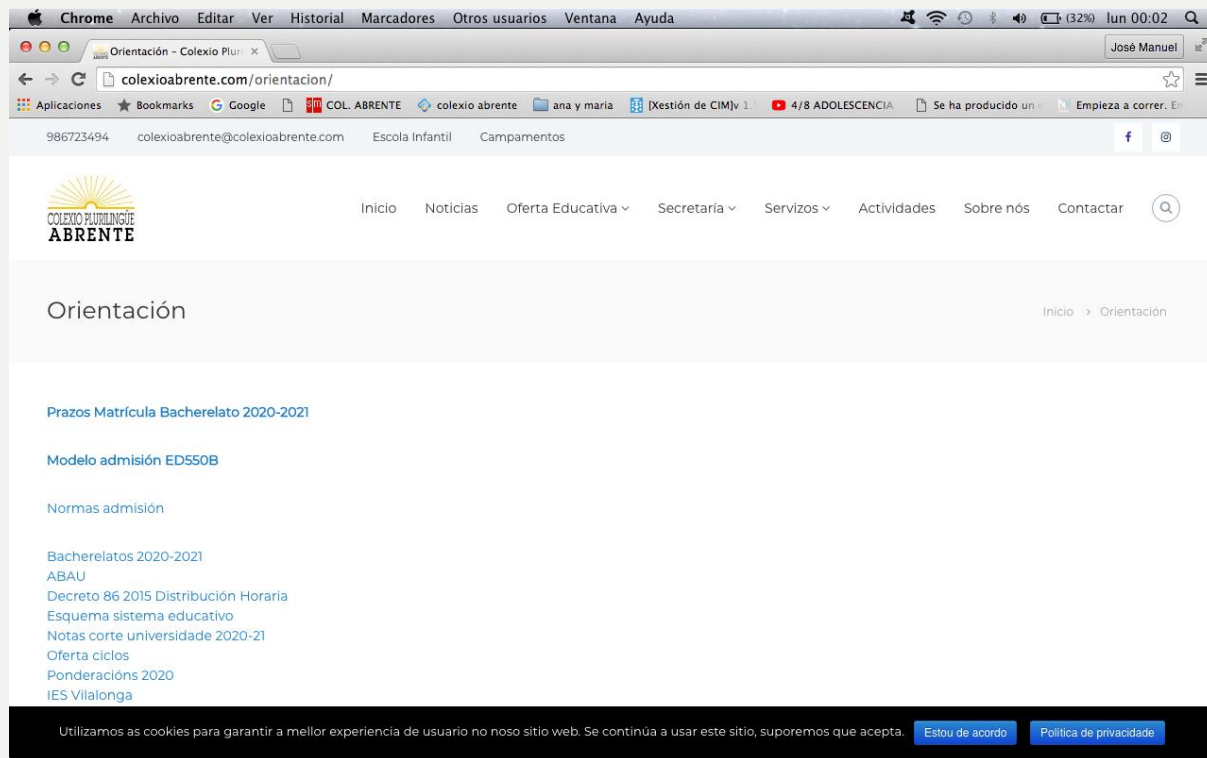 Chrome Archivo Editar Ver Historial Marcadores Otros usuarios Ventana Ayuda (32%) lun 00:02
Orientación – Colexio Pluri José Manuel
colexioabrente.com/orientacion/
Aplicaciones Bookmarks Google SM COL. ABRENTE colexio abrente ana y maria [Xestión de CIM]v 1. 4/8 ADOLESCENCIA Se ha producido un Empieza a correr. En
986723494 colexioabrente@colexioabrente.com Escola Infantil Campamentos
COLEXIO PLURILINGÜE
ABRENTE
Inicio Noticias Oferta Educativa Secretaría Servizos Actividades Sobre nós Contactar
Orientación
Inicio > Orientación
Prazos Matrícula Bacherelato 2020-2021
Modelo admisión ED550B
Normas admisión
Bacherelatos 2020-2021
ABAU
Decreto 86 2015 Distribución Horaria
Esquema sistema educativo
Notas corte universidade 2020-21
Oferta ciclos
Ponderacións 2020
IES Vilalonga
Utilizamos as cookies para garantir a mellor experiencia de usuario no noso sitio web. Se continúa a usar este sitio, suporemos que acepta. Estou de acordo Política de privacidade